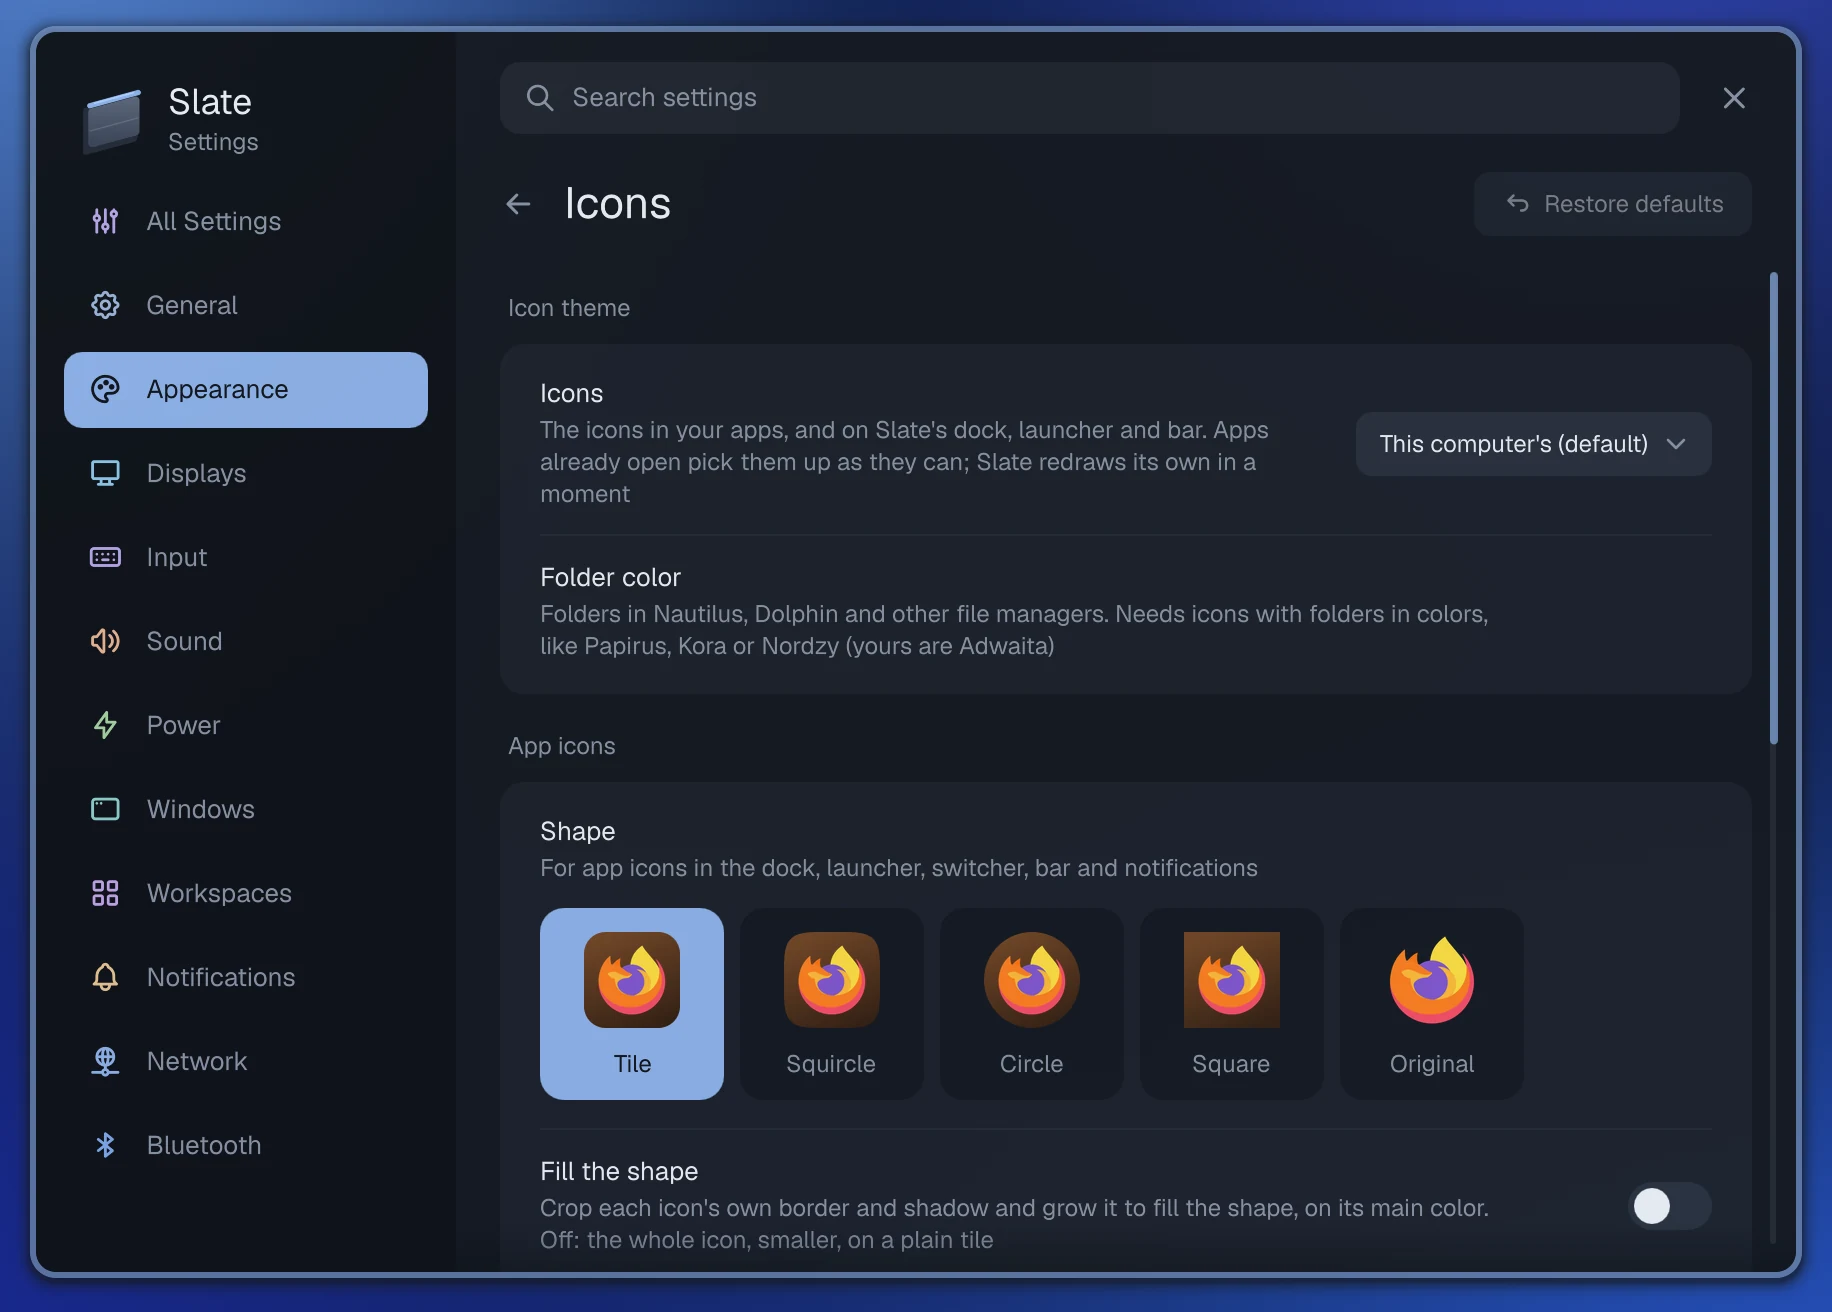 Slate
Settings
All Settings
General
Appearance
Displays
Input
Sound
Power
Windows
Workspaces
Notifications
Network
Bluetooth
Search settings
Icons
Restore defaults
Icon theme
Icons
The icons in your apps, and on Slate's dock, launcher and bar. Apps
already open pick them up as they can; Slate redraws its own in a
moment
This computer's (default)
Folder color
Folders in Nautilus, Dolphin and other file managers. Needs icons with folders in colors,
like Papirus, Kora or Nordzy (yours are Adwaita)
App icons
Shape
For app icons in the dock, launcher, switcher, bar and notifications
Tile
Squircle
Circle
Square
Original
Fill the shape
Crop each icon's own border and shadow and grow it to fill the shape, on its main color.
Off: the whole icon, smaller, on a plain tile